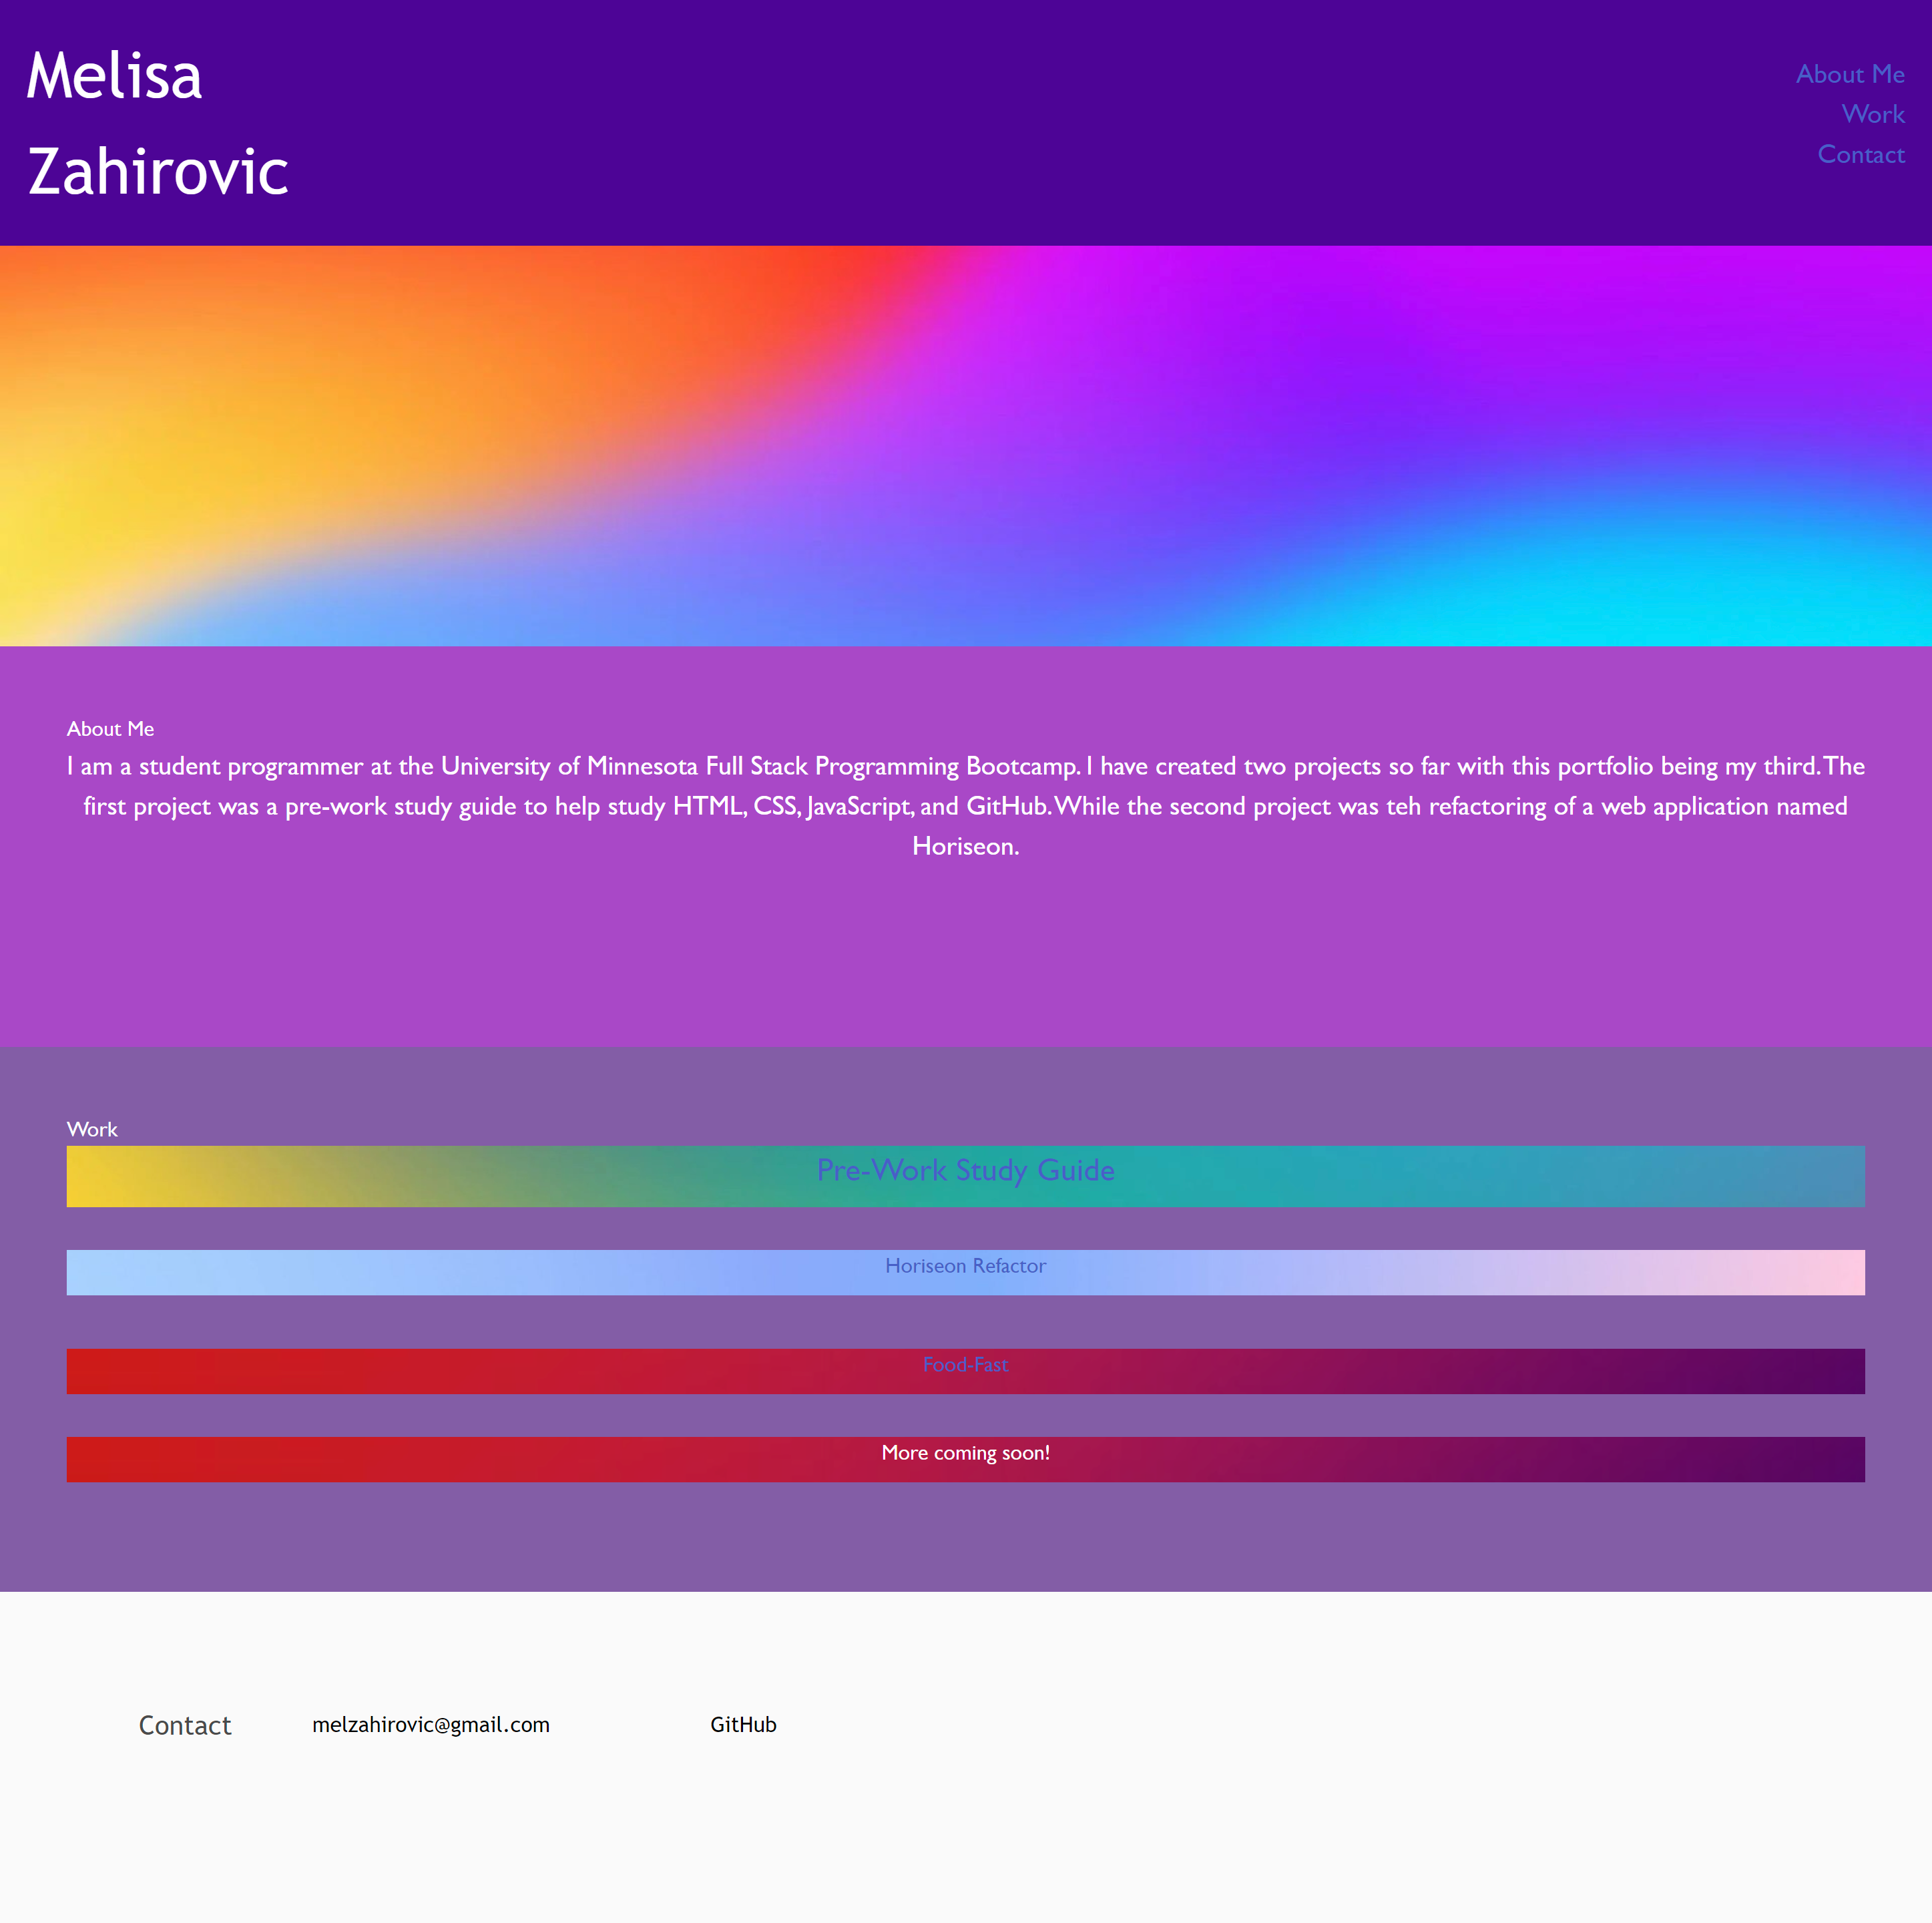 Melisa
Zahirovic
About Me
Work
Contact
About Me
I am a student programmer at the University of Minnesota Full Stack Programming Bootcamp. I have created two projects so far with this portfolio being my third. The
first project was a pre-work study guide to help study HTML, CSS, JavaScript, and GitHub. While the second project was teh refactoring of a web application named
Horiseon.
Work
Pre-Work Study Guide
Horiseon Refactor
Food-Fast
More coming soon!
Contact melzahirovic@gmail.com GitHub